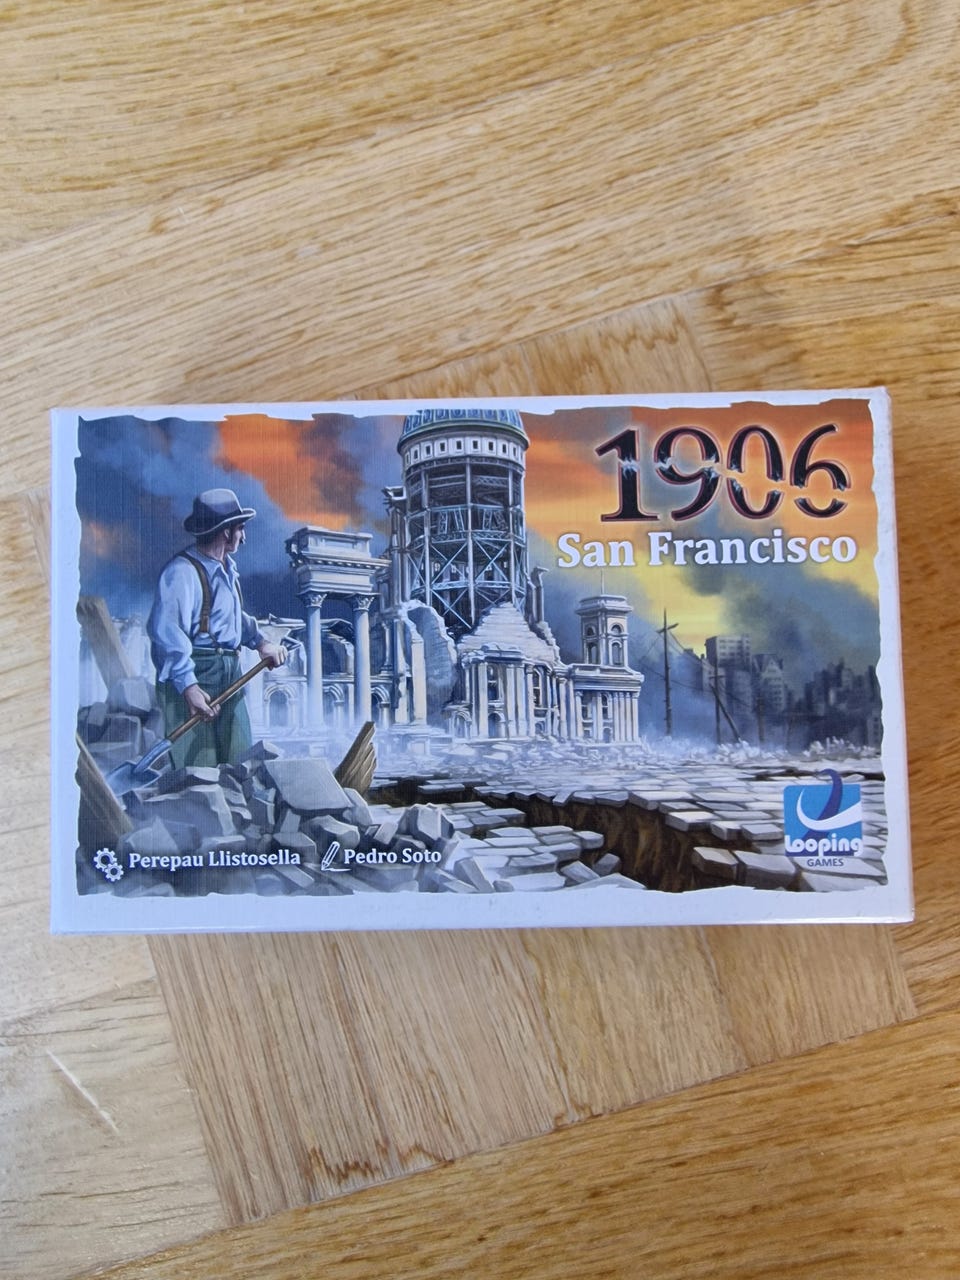 1906
San Francisco
Perepau Llistosella Pedro Soto
Looping
GAMES